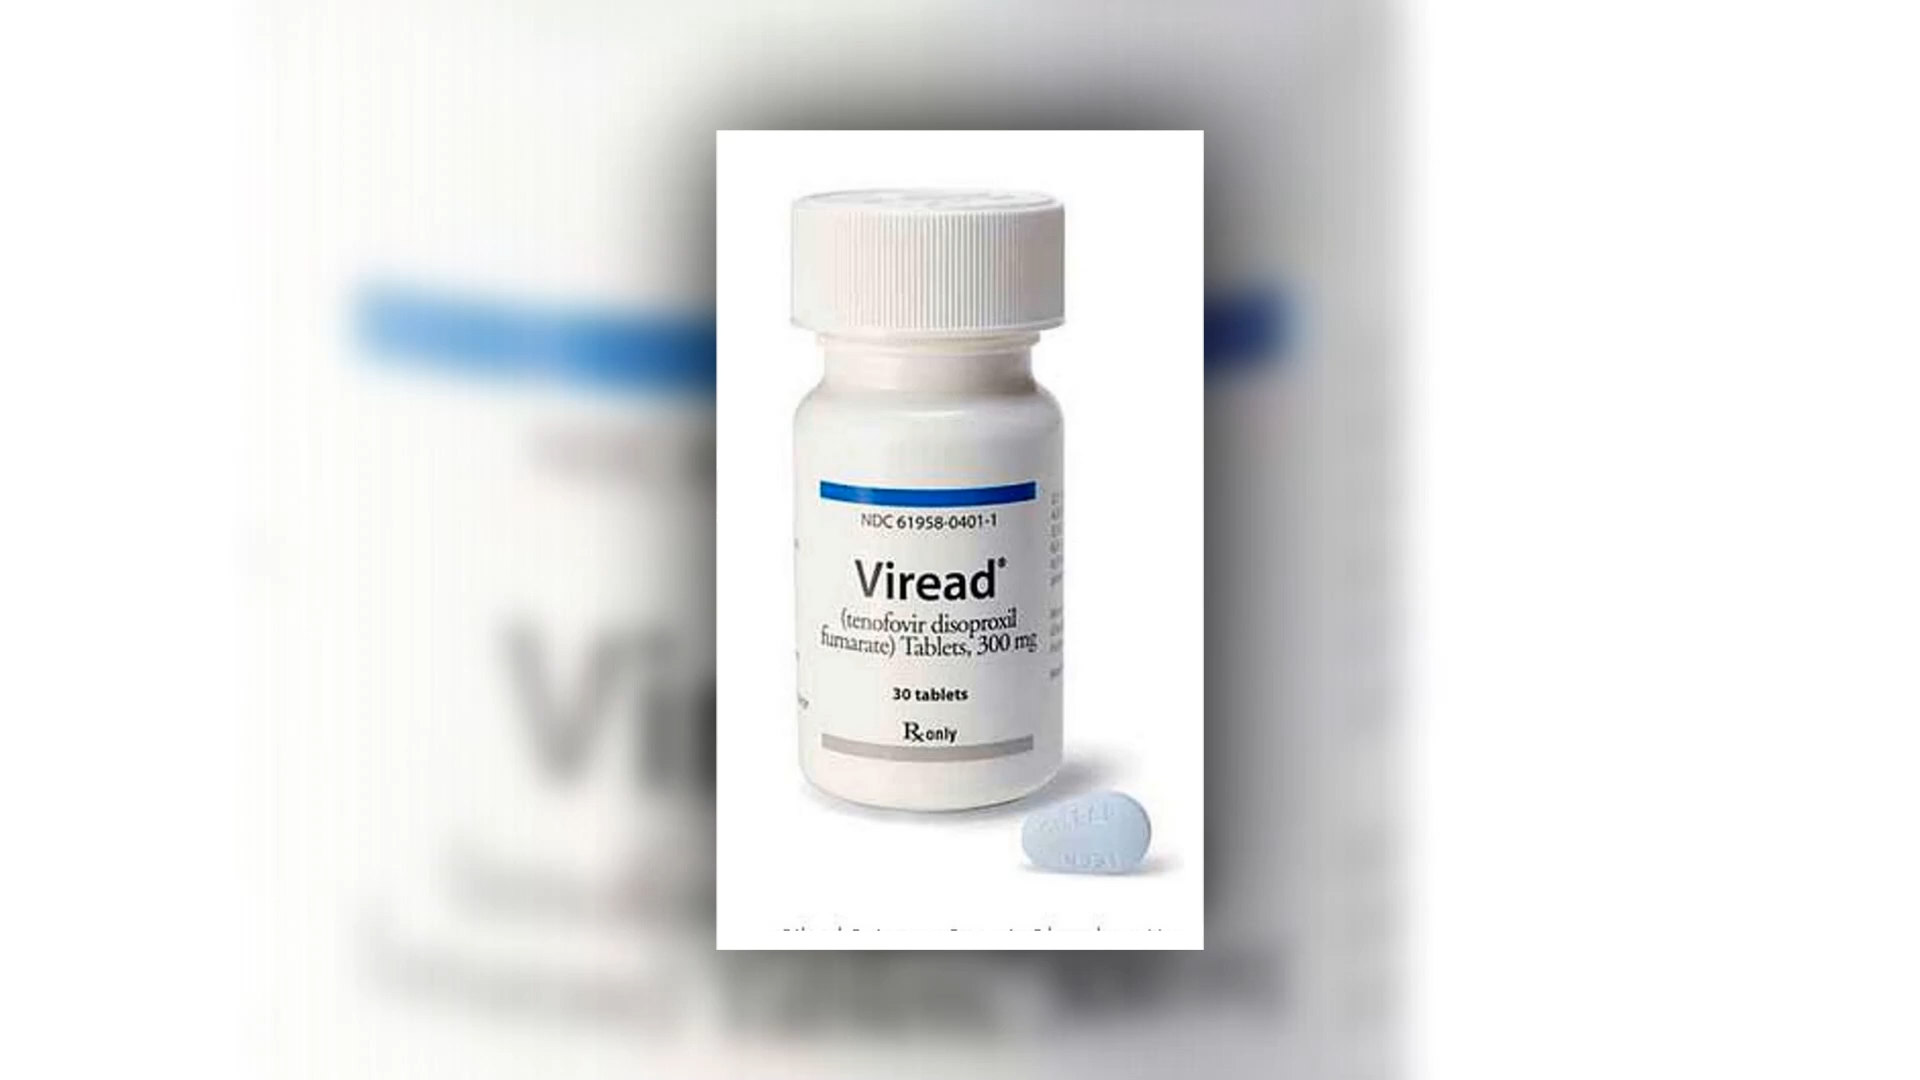 NDC 61958-0401-1
Viread®
(tenofovir disoproxil
fumarate) Tablets, 300 mg
30 tablets
Rx only